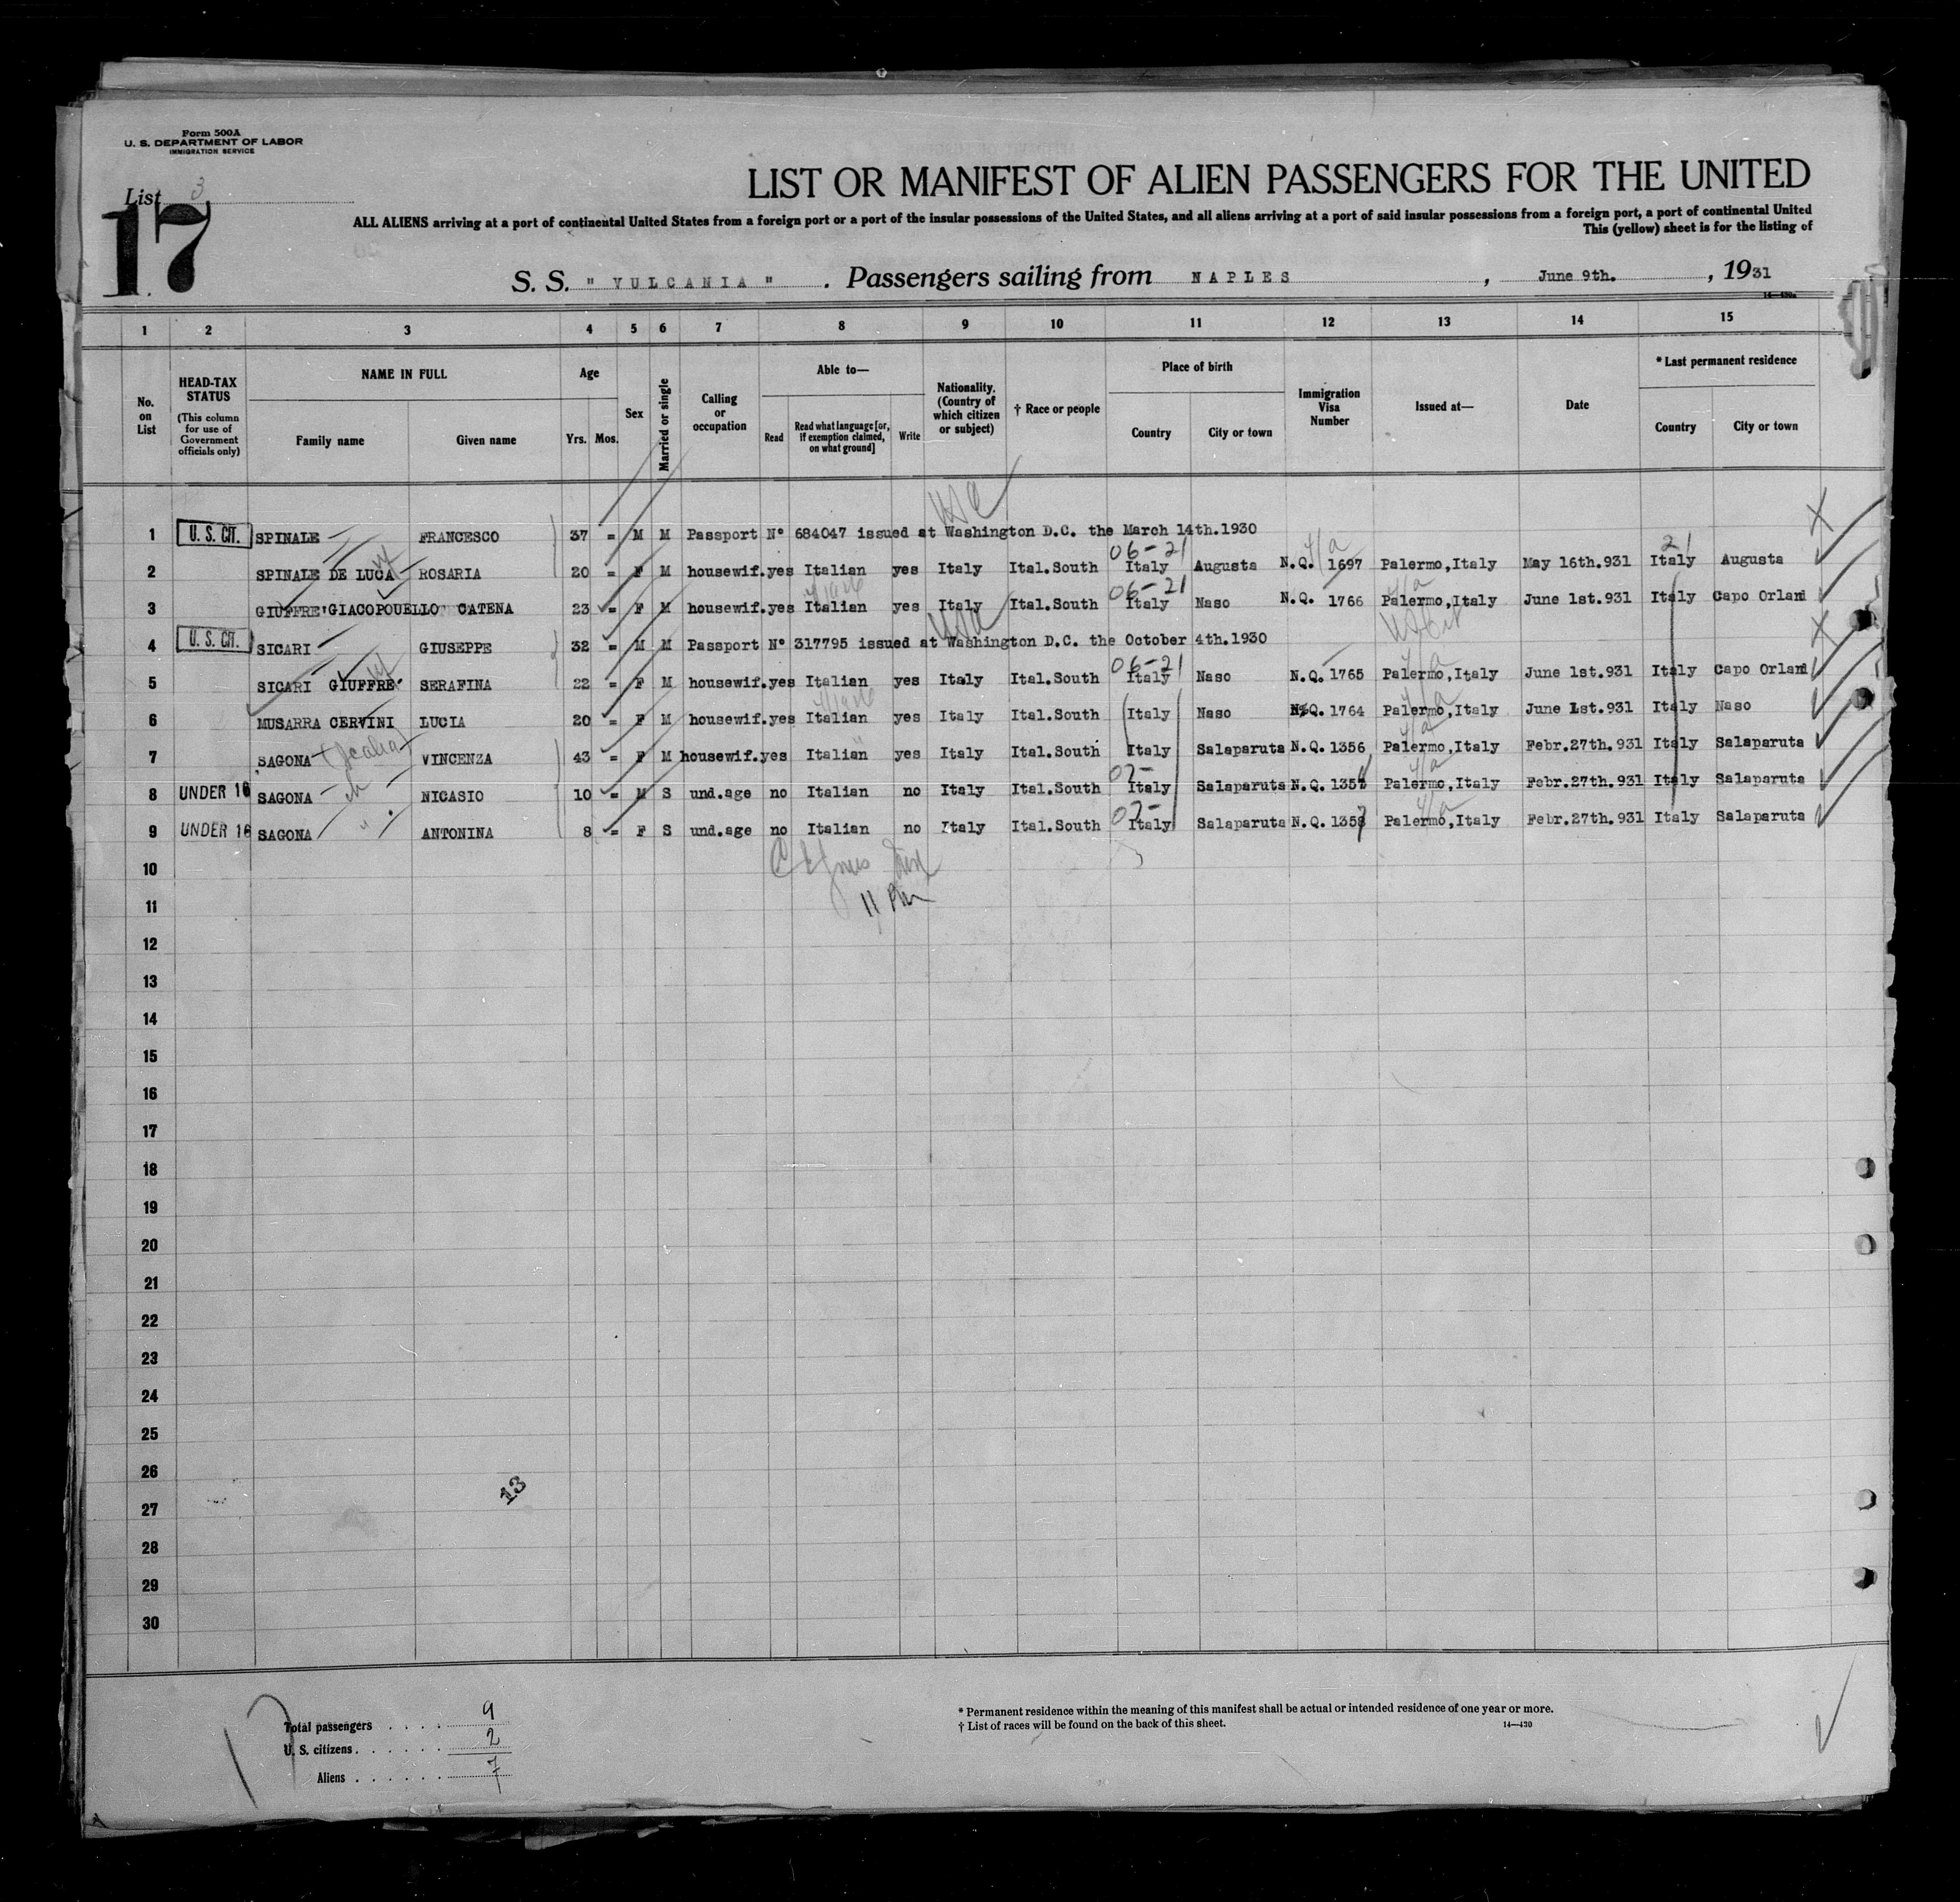 Form 500A
U. S. DEPARTMENT OF LABOR
IMMIGRATION SERVICE
List 3
17
LIST OR MANIFEST OF ALIEN PASSENGERS FOR THE UNITED
ALL ALIENS arriving at a port of continental United States from a foreign port or a port of the insular possessions of the United States, and all aliens arriving at a port of said insular possessions from a foreign port, a port of continental United
This (yellow) sheet is for the listing of
S. S. " VULCANIA " . Passengers sailing from NAPLES , June 9th. , 1931
14—430a
1 2 3 4 5 6 7 8 9 10 11 12 13 14 15
No. on List
HEAD-TAX STATUS
(This column for use of Government officials only)
NAME IN FULL
Family name Given name
Age
Yrs. Mos.
Sex
Married or single
Calling or occupation
Able to—
Read
Read what language [or, if exemption claimed, on what ground]
Write
Nationality. (Country of which citizen or subject)
† Race or people
Place of birth
Country City or town
Immigration Visa Number
Issued at—
Date
* Last permanent residence
Country City or town
USC
1 U. S. CIT. SPINALE FRANCESCO 37 = M M Passport N° 684047 issued at Washington D.C. the March 14th.1930
06-21 21
2 SPINALE DE LUCA ROSARIA 20 = F M housewif. yes Italian yes Italy Ital.South Italy Augusta N.Q. 1697 Palermo,Italy May 16th.931 Italy Augusta
06-21
3 GIUFFRE'GIACOPOUELLO CATENA 23 = F M housewif. yes Italian yes Italy Ital.South Italy Naso N.Q. 1766 Palermo,Italy June 1st.931 Italy Capo Orland
4 U. S. CIT. SICARI GIUSEPPE 32 = M M Passport N° 317795 issued at Washington D.C. the October 4th.1930
06-21
5 SICARI GIUFFRE' SERAFINA 22 = F M housewif. yes Italian yes Italy Ital.South Italy Naso N.Q. 1765 Palermo,Italy June 1st.931 Italy Capo Orland
6 MUSARRA CERVINI LUCIA 20 = F M housewif. yes Italian yes Italy Ital.South Italy Naso N.Q. 1764 Palermo,Italy June 1st.931 Italy Naso
7 SAGONA (Scalia) VINCENZA 43 = F M housewif. yes Italian yes Italy Ital.South Italy Salaparuta N.Q. 1356 Palermo,Italy Febr.27th.931 Italy Salaparuta
8 UNDER 16 SAGONA NICASIO 10 = M S und.age no Italian no Italy Ital.South Italy Salaparuta N.Q. 135 Palermo,Italy Febr.27th.931 Italy Salaparuta
9 UNDER 16 SAGONA " ANTONINA 8 = F S und.age no Italian no Italy Ital.South Italy Salaparuta N.Q. 135 Palermo,Italy Febr.27th.931 Italy Salaparuta
10
11
12
13
14
15
16
17
18
19
20
21
22
23
24
25
26
13
27
28
29
30
Total passengers . . . . 9
U. S. citizens . . . . . . 2
Aliens . . . . . . 7
* Permanent residence within the meaning of this manifest shall be actual or intended residence of one year or more.
† List of races will be found on the back of this sheet. 14—430